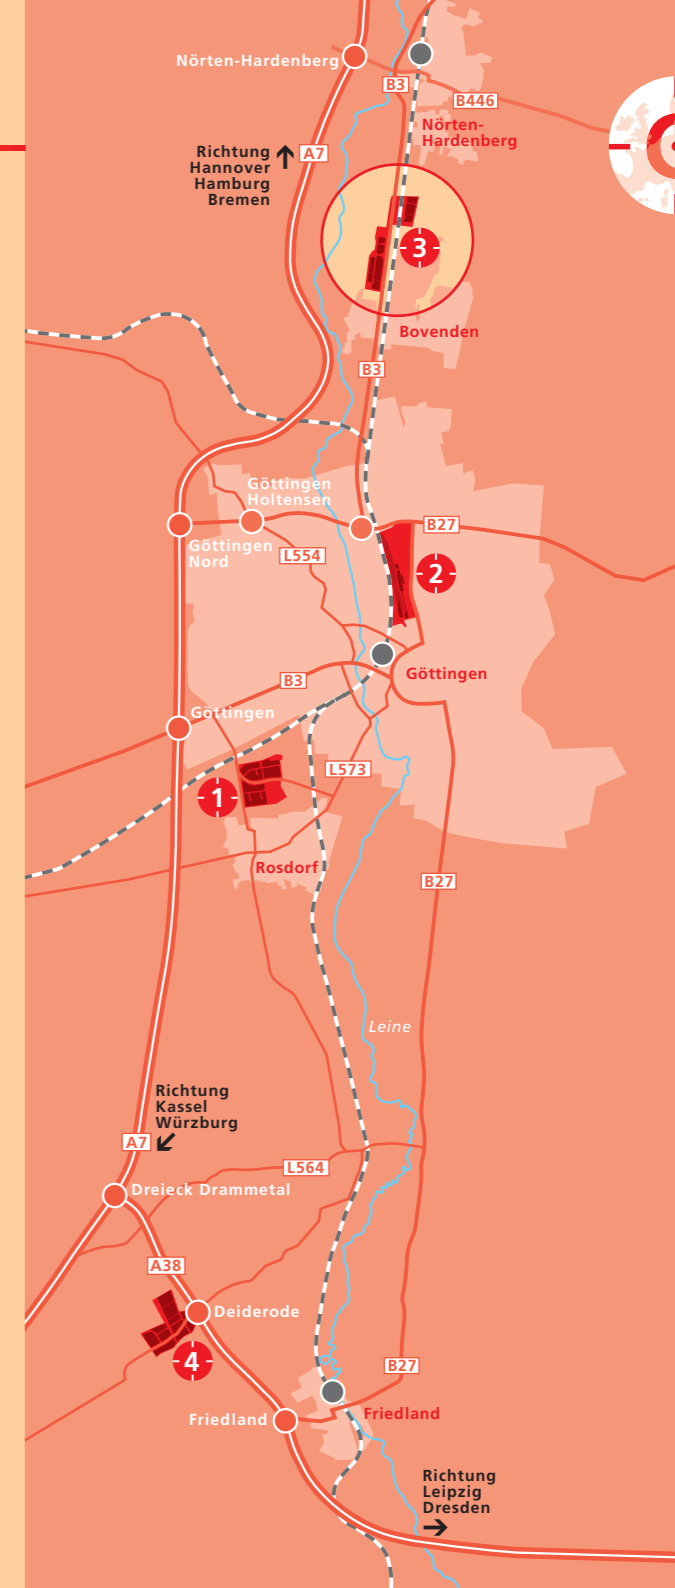 Nörten-Hardenberg
B3
B446
Nörten-
Hardenberg
Richtung
Hannover
Hamburg
Bremen
A7
3
Bovenden
B3
Göttingen
Holtensen
B27
Göttingen
Nord
L554
2
Göttingen
B3
Göttingen
L573
1
Rosdorf
B27
Leine
Richtung
Kassel
Würzburg
A7
L564
Dreieck Drammetal
A38
Deiderode
4
B27
Friedland
Friedland
Richtung
Leipzig
Dresden